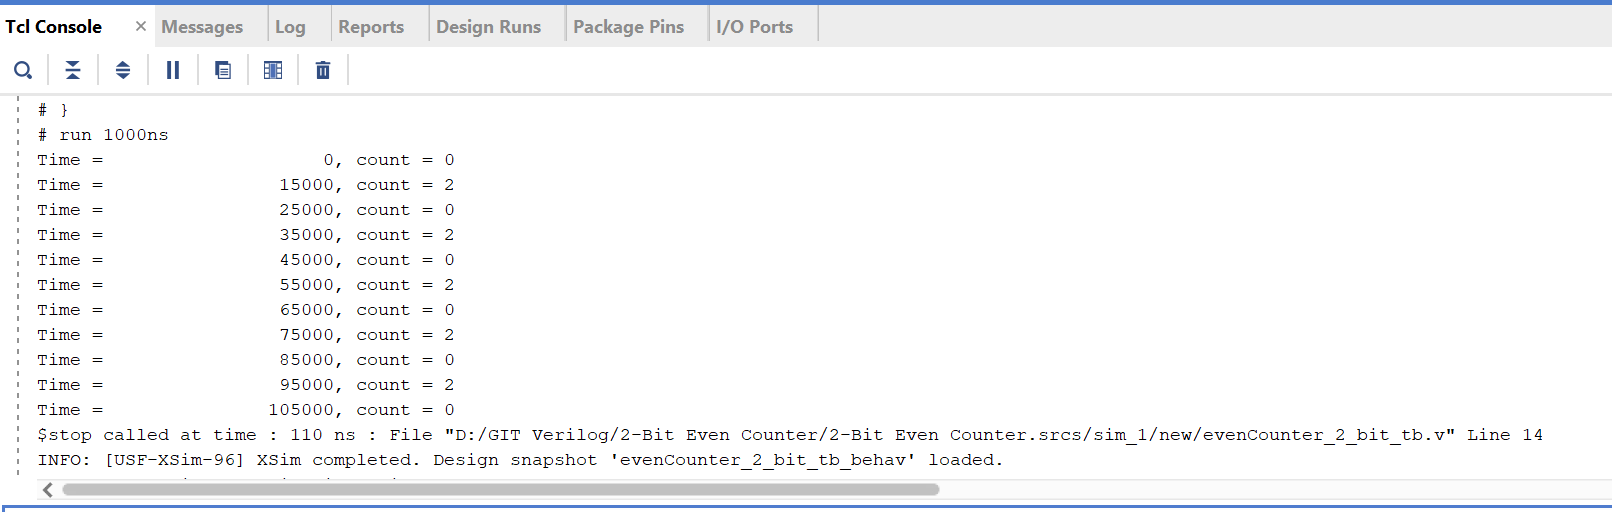 Tcl Console × Messages Log Reports Design Runs Package Pins I/O Ports
# }
# run 1000ns
Time =                    0, count = 0
Time =                15000, count = 2
Time =                25000, count = 0
Time =                35000, count = 2
Time =                45000, count = 0
Time =                55000, count = 2
Time =                65000, count = 0
Time =                75000, count = 2
Time =                85000, count = 0
Time =                95000, count = 2
Time =               105000, count = 0
$stop called at time : 110 ns : File "D:/GIT Verilog/2-Bit Even Counter/2-Bit Even Counter.srcs/sim_1/new/evenCounter_2_bit_tb.v" Line 14
INFO: [USF-XSim-96] XSim completed. Design snapshot 'evenCounter_2_bit_tb_behav' loaded.